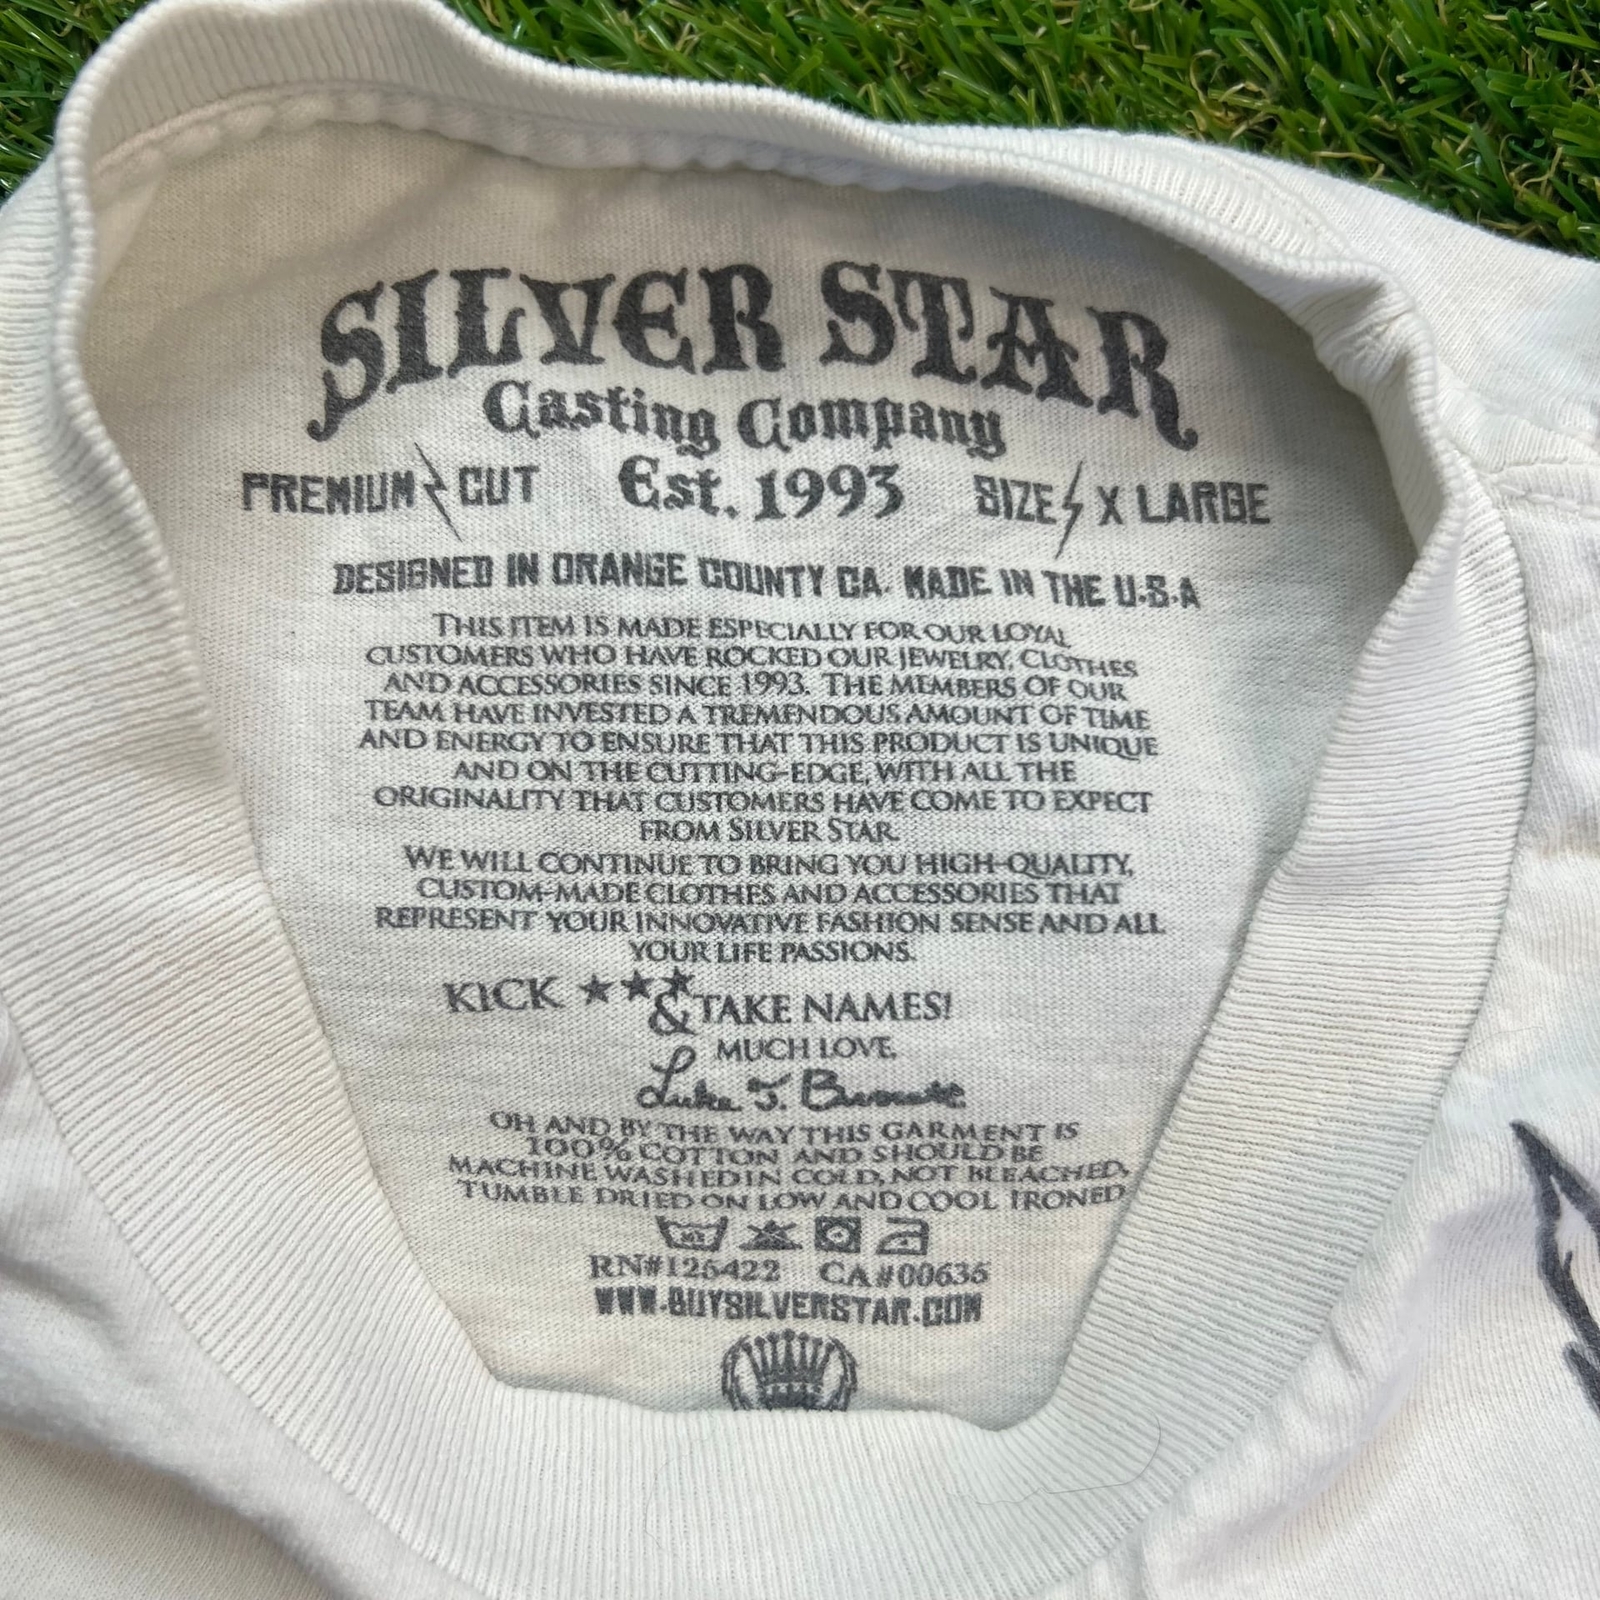 SILVER STAR
Casting Company
PREMIUM CUT Est. 1993 SIZE X LARGE
DESIGNED IN ORANGE COUNTY CA. MADE IN THE U.S.A
THIS ITEM IS MADE ESPECIALLY FOR OUR LOYAL
CUSTOMERS WHO HAVE ROCKED OUR JEWELRY, CLOTHES
AND ACCESSORIES SINCE 1993. THE MEMBERS OF OUR
TEAM HAVE INVESTED A TREMENDOUS AMOUNT OF TIME
AND ENERGY TO ENSURE THAT THIS PRODUCT IS UNIQUE
AND ON THE CUTTING-EDGE, WITH ALL THE
ORIGINALITY THAT CUSTOMERS HAVE COME TO EXPECT
FROM SILVER STAR.
WE WILL CONTINUE TO BRING YOU HIGH-QUALITY,
CUSTOM-MADE CLOTHES AND ACCESSORIES THAT
REPRESENT YOUR INNOVATIVE FASHION SENSE AND ALL
YOUR LIFE PASSIONS.
KICK ★★★ & TAKE NAMES!
MUCH LOVE,
Luke J.
OH AND BY THE WAY THIS GARMENT IS
100% COTTON AND SHOULD BE
MACHINE WASHED IN COLD, NOT BLEACHED,
TUMBLE DRIED ON LOW AND COOL IRONED
RN#126422 CA#00636
WWW.BUYSILVERSTAR.COM